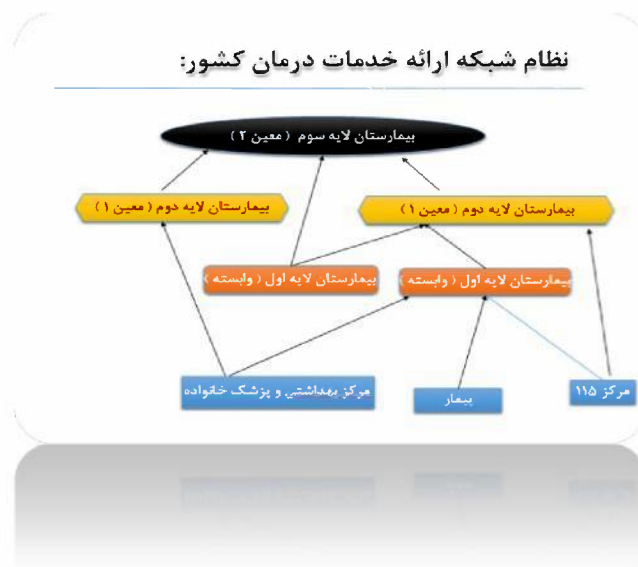 نظام شبکه ارائه خدمات درمان کشور:
بیمارستان لایه سوم ( معین ۲ )
بیمارستان لایه دوم ( معین ۱ )
بیمارستان لایه دوم ( معین ۱ )
بیمارستان لایه اول ( وابسته )
بیمارستان لایه اول ( وابسته )
مرکز ۱۱۵
بیمار
مرکز بهداشتی و پزشک خانواده